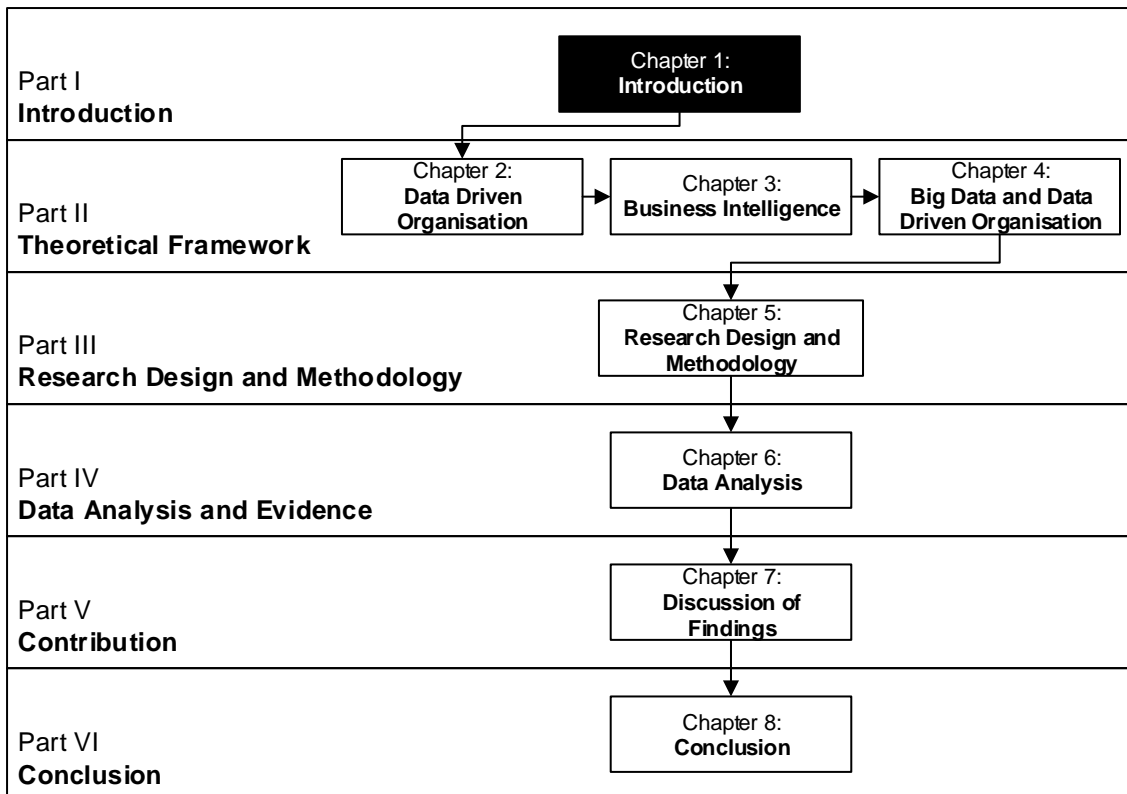 Part I
Introduction
Chapter 1:
Introduction
Part II
Theoretical Framework
Chapter 2:
Data Driven
Organisation
Chapter 3:
Business Intelligence
Chapter 4:
Big Data and Data
Driven Organisation
Part III
Research Design and Methodology
Chapter 5:
Research Design and
Methodology
Part IV
Data Analysis and Evidence
Chapter 6:
Data Analysis
Part V
Contribution
Chapter 7:
Discussion of
Findings
Part VI
Conclusion
Chapter 8:
Conclusion